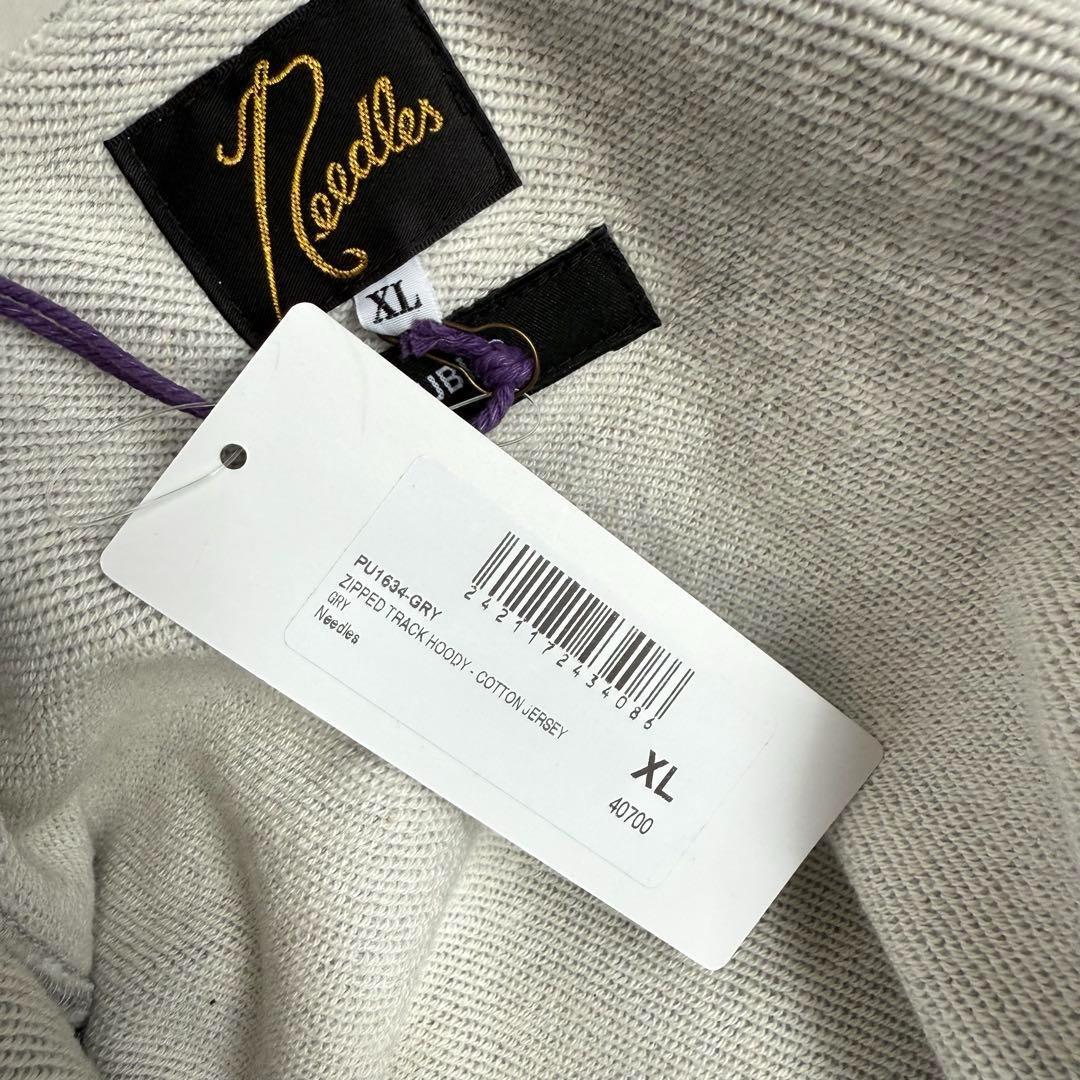 Needles
XL
PU1634-GRY
ZIPPED TRACK HOODY - COTTON JERSEY
GRY
Needles
2421172434086
XL
40700